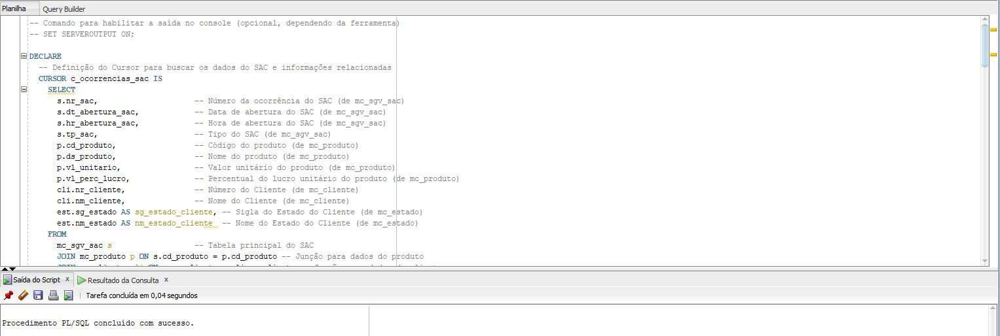 Planilha Query Builder
-- Comando para habilitar a saída no console (opcional, dependendo da ferramenta)
-- SET SERVEROUTPUT ON;
DECLARE
-- Definição do Cursor para buscar os dados do SAC e informações relacionadas
CURSOR c_ocorrencias_sac IS
SELECT
s.nr_sac, -- Número da ocorrência do SAC (de mc_sgv_sac)
s.dt_abertura_sac, -- Data de abertura do SAC (de mc_sgv_sac)
s.hr_abertura_sac, -- Hora de abertura do SAC (de mc_sgv_sac)
s.tp_sac, -- Tipo do SAC (de mc_sgv_sac)
p.cd_produto, -- Código do produto (de mc_produto)
p.ds_produto, -- Nome do produto (de mc_produto)
p.vl_unitario, -- Valor unitário do produto (de mc_produto)
p.vl_perc_lucro, -- Percentual do lucro unitário do produto (de mc_produto)
cli.nr_cliente, -- Número do Cliente (de mc_cliente)
cli.nm_cliente, -- Nome do Cliente (de mc_cliente)
est.sg_estado AS sg_estado_cliente, -- Sigla do Estado do Cliente (de mc_estado)
est.nm_estado AS nm_estado_cliente -- Nome do Estado do Cliente (de mc_estado)
FROM
mc_sgv_sac s -- Tabela principal do SAC
JOIN mc_produto p ON s.cd_produto = p.cd_produto -- Junção para dados do produto
Saída do Script x Resultado da Consulta x
Tarefa concluída em 0,04 segundos
Procedimento PL/SQL concluído com sucesso.